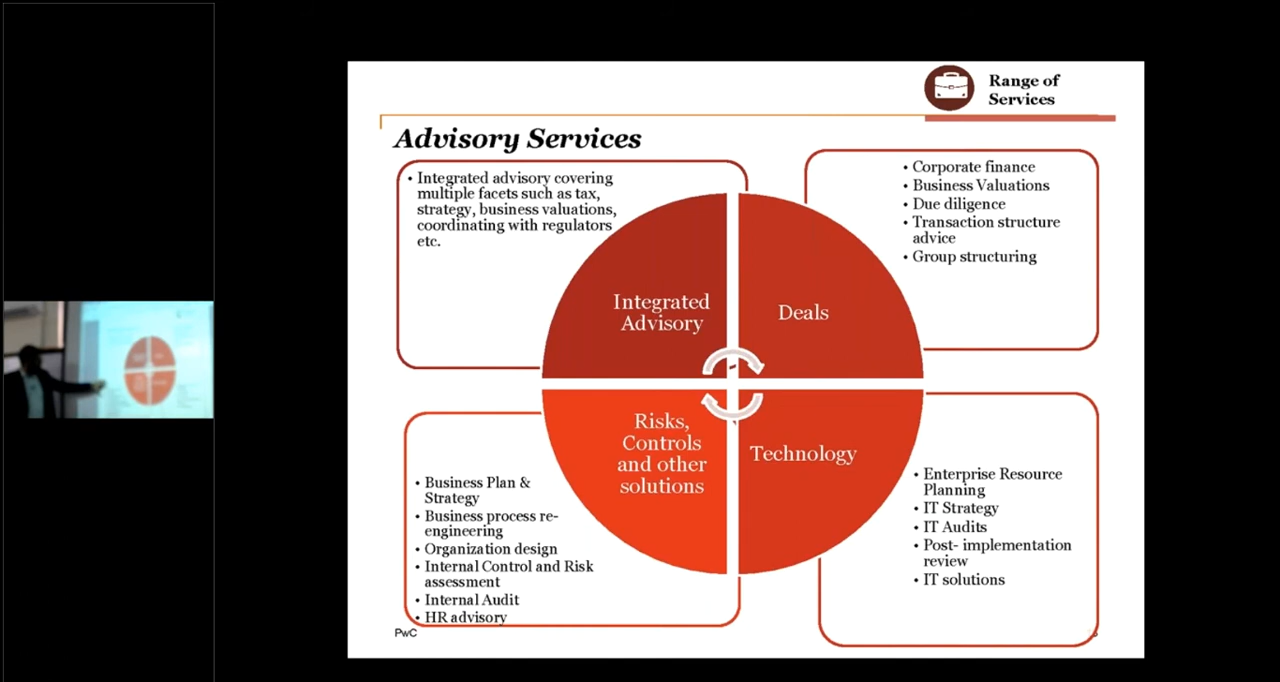 Range of
Services
Advisory Services
• Integrated advisory covering
multiple facets such as tax,
strategy, business valuations,
coordinating with regulators
etc.
• Corporate finance
• Business Valuations
• Due diligence
• Transaction structure
advice
• Group structuring
Integrated
Advisory
Deals
Risks,
Controls
and other
solutions
Technology
• Business Plan &
Strategy
• Business process re-
engineering
• Organization design
• Internal Control and Risk
assessment
• Internal Audit
• HR advisory
• Enterprise Resource
Planning
• IT Strategy
• IT Audits
• Post- implementation
review
• IT solutions
PwC